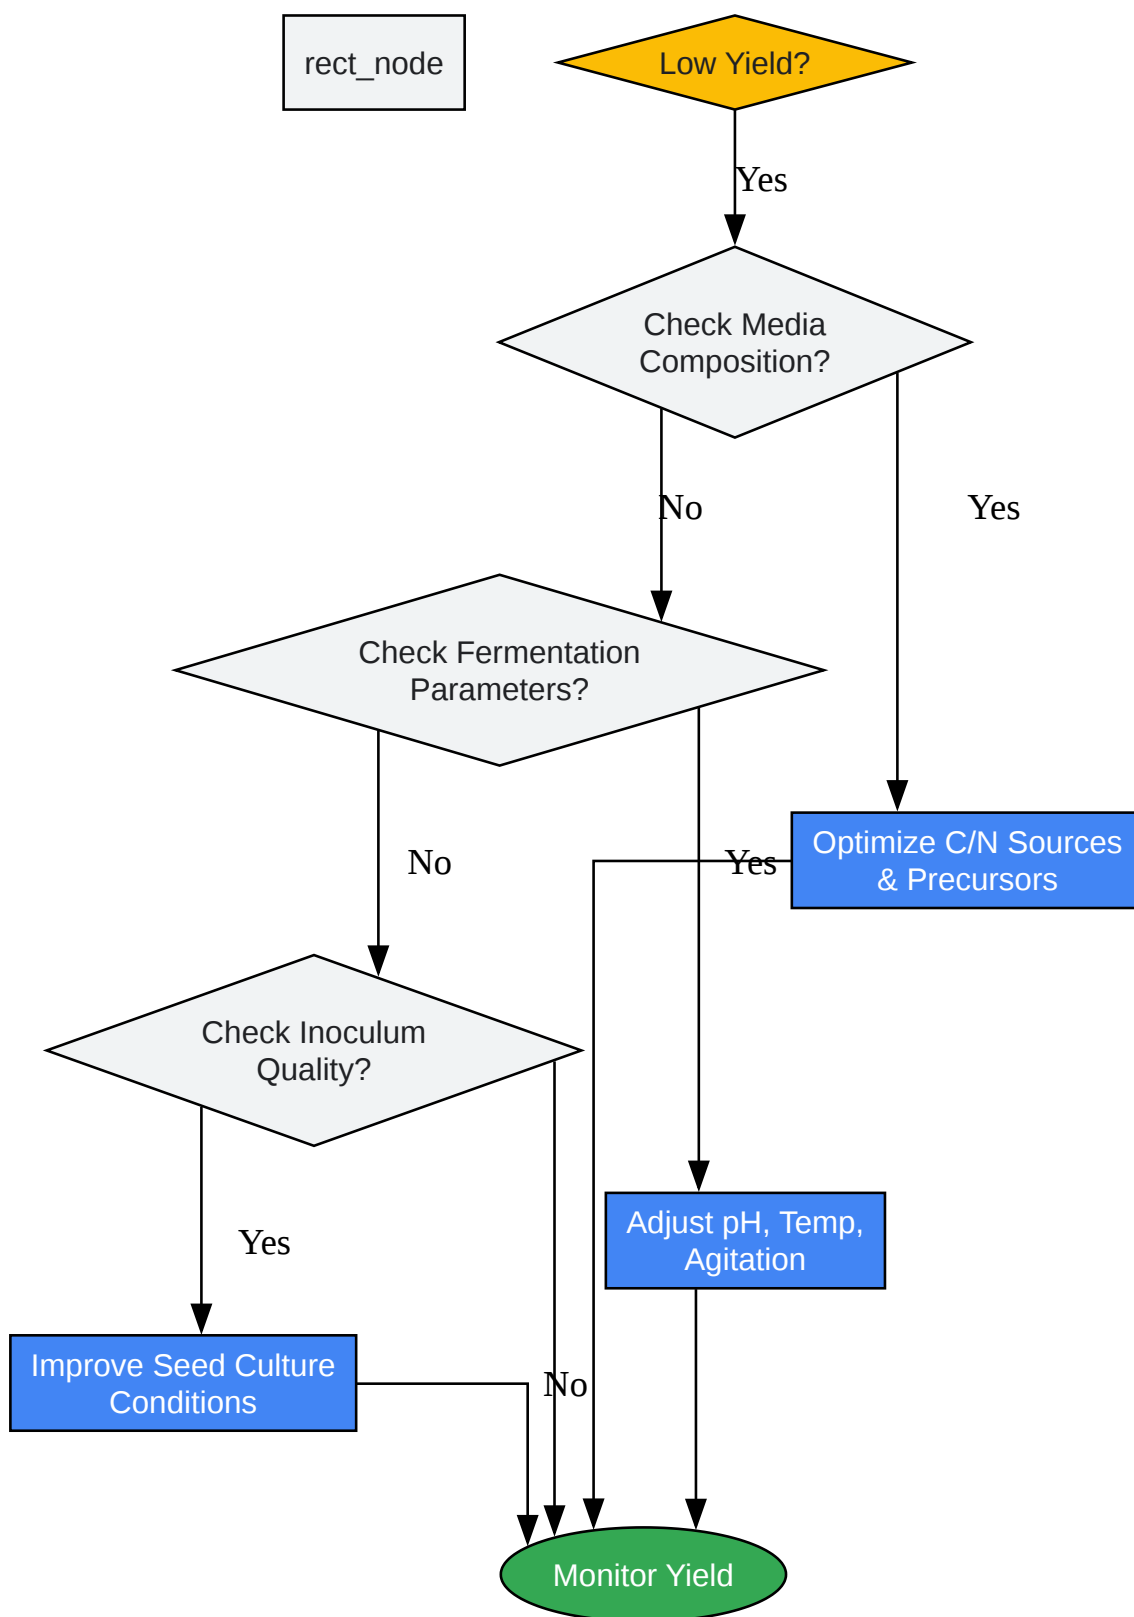 rect_node
Low Yield?
Yes
Check Media
Composition?
No
Yes
Check Fermentation
Parameters?
No
Yes
Optimize C/N Sources
& Precursors
Check Inoculum
Quality?
Yes
Adjust pH, Temp,
Agitation
Improve Seed Culture
Conditions
No
Monitor Yield